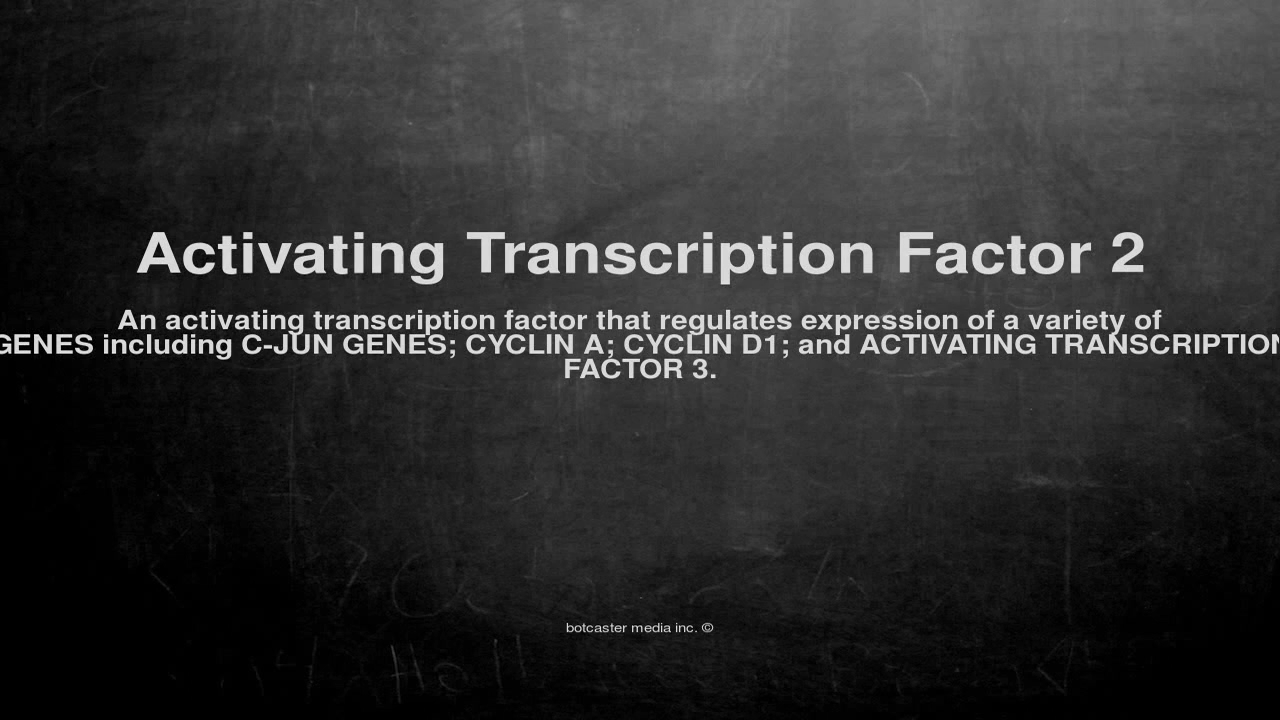 Activating Transcription Factor 2
An activating transcription factor that regulates expression of a variety of
GENES including C-JUN GENES; CYCLIN A; CYCLIN D1; and ACTIVATING TRANSCRIPTION
FACTOR 3.
botcaster media inc. ©